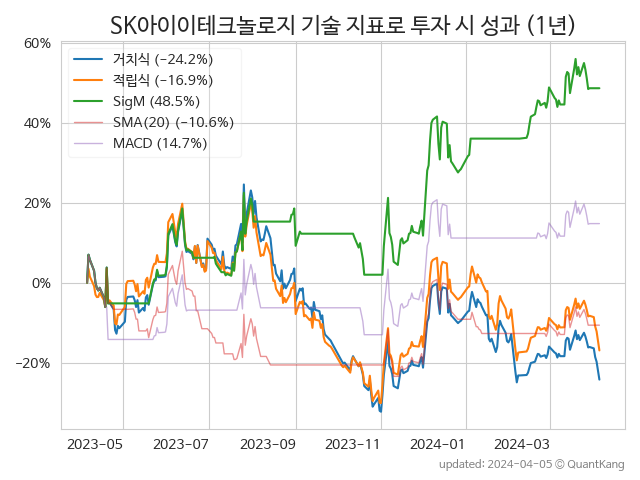 SK아이이테크놀로지 기술 지표로 투자 시 성과 (1년)
60%
40%
20%
0%
−20%
거치식 (−24.2%)
적립식 (−16.9%)
SigM (48.5%)
SMA(20) (−10.6%)
MACD (14.7%)
2023-05 2023-07 2023-09 2023-11 2024-01 2024-03
updated: 2024-04-05 © QuantKang